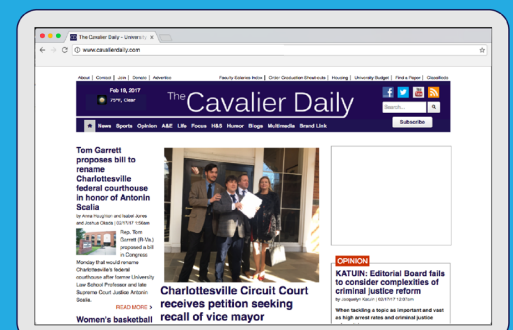 The Cavalier Daily - University
www.cavalierdaily.com
About | Contact | Join | Donate | Advertise
Faculty Salaries Index | Order Graduation Shoutouts | Housing | University Budget | Find a Paper | Classifieds
Feb 19, 2017
75°F, Clear
The Cavalier Daily
Search...
Subscribe
News Sports Opinion A&E Life Focus H&S Humor Blogs Multimedia Brand Link
Tom Garrett
proposes bill to
rename
Charlottesville
federal courthouse
in honor of Antonin
Scalia
by Anna Houghton and Isabel Jones
and Joshua Okada | 02/17/17 1:56am
Rep. Tom
Garrett (R-Va.)
proposed a bill
in Congress
Monday that would rename
Charlottesville's federal
courthouse after former University
Law School Professor and late
Supreme Court Justice Antonin
Scalia.
READ MORE >
Women's basketball
Charlottesville Circuit Court
receives petition seeking
recall of vice mayor
OPINION
KATUIN: Editorial Board fails
to consider complexities of
criminal justice reform
by Jacquelyn Katuin | 02/17/17 12:07am
When tackling a topic as important and vast
as high arrest rates and criminal justice